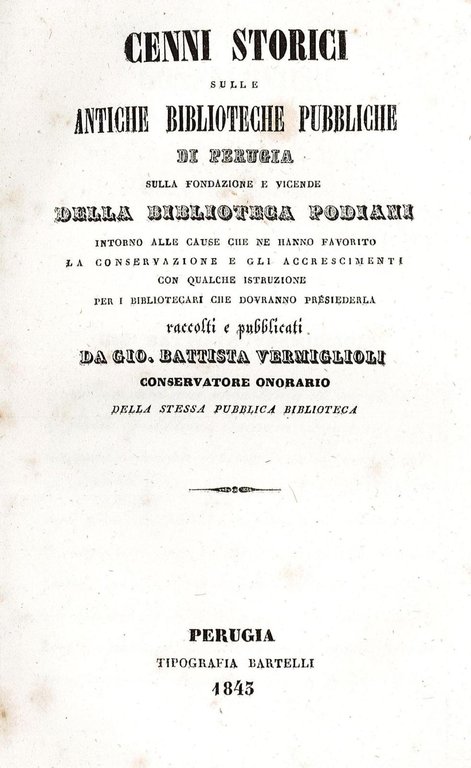 CENNI STORICI
SULLE
ANTICHE BIBLIOTECHE PUBBLICHE
DI PERUGIA
SULLA FONDAZIONE E VICENDE
DELLA BIBLIOTECA PODIANI
INTORNO ALLE CAUSE CHE NE HANNO FAVORITO
LA CONSERVAZIONE E GLI ACCRESCIMENTI
CON QUALCHE ISTRUZIONE
PER I BIBLIOTECARI CHE DOVRANNO PRESIEDERLA
raccolti e pubblicati
DA GIO. BATTISTA VERMIGLIOLI
CONSERVATORE ONORARIO
DELLA STESSA PUBBLICA BIBLIOTECA
PERUGIA
TIPOGRAFIA BARTELLI
1843